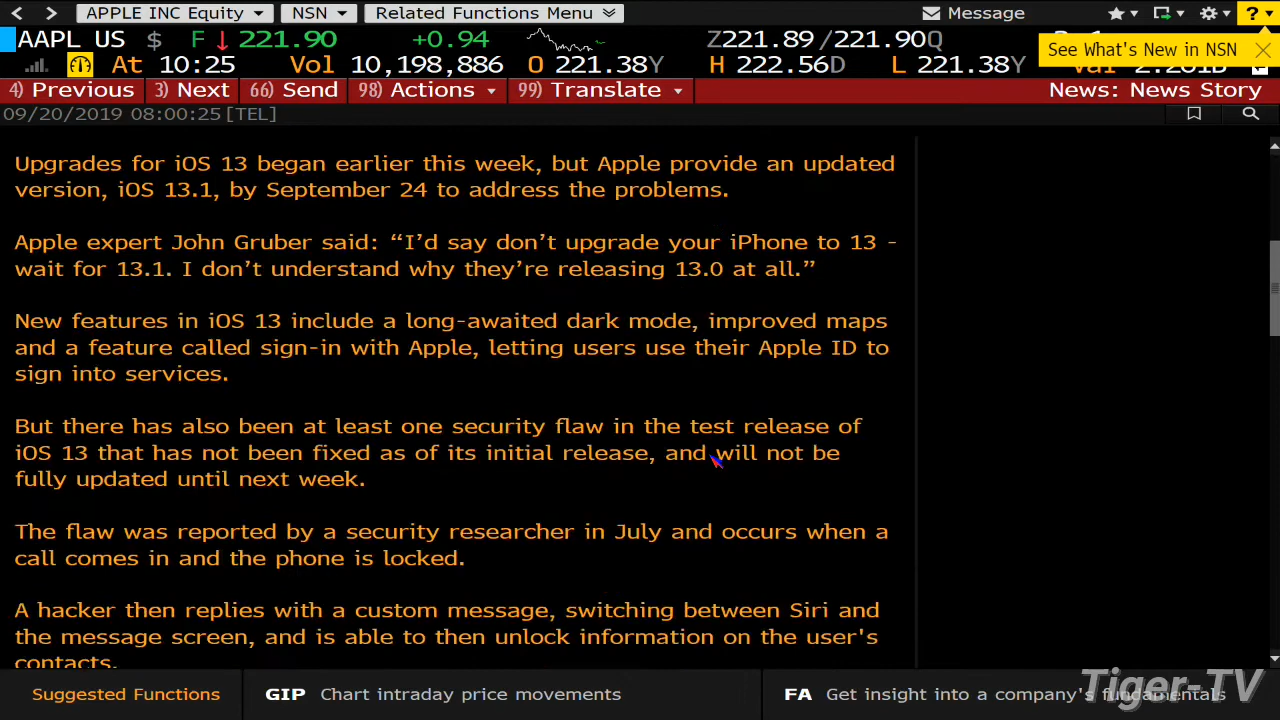 APPLE INC Equity NSN Related Functions Menu Message ?
AAPL US $ F 221.90 +0.94 Z221.89/221.90Q
See What's New in NSN
At 10:25 Vol 10,198,886 O 221.38Y H 222.56D L 221.38Y
4) Previous 3) Next 66) Send 98) Actions 99) Translate News: News Story
09/20/2019 08:00:25 [TEL]
Upgrades for iOS 13 began earlier this week, but Apple provide an updated
version, iOS 13.1, by September 24 to address the problems.
Apple expert John Gruber said: “I’d say don’t upgrade your iPhone to 13 -
wait for 13.1. I don’t understand why they’re releasing 13.0 at all.”
New features in iOS 13 include a long-awaited dark mode, improved maps
and a feature called sign-in with Apple, letting users use their Apple ID to
sign into services.
But there has also been at least one security flaw in the test release of
iOS 13 that has not been fixed as of its initial release, and will not be
fully updated until next week.
The flaw was reported by a security researcher in July and occurs when a
call comes in and the phone is locked.
A hacker then replies with a custom message, switching between Siri and
the message screen, and is able to then unlock information on the user's
contacts.
Suggested Functions GIP Chart intraday price movements FA Get insight into a company's fundamentals
Tiger-TV